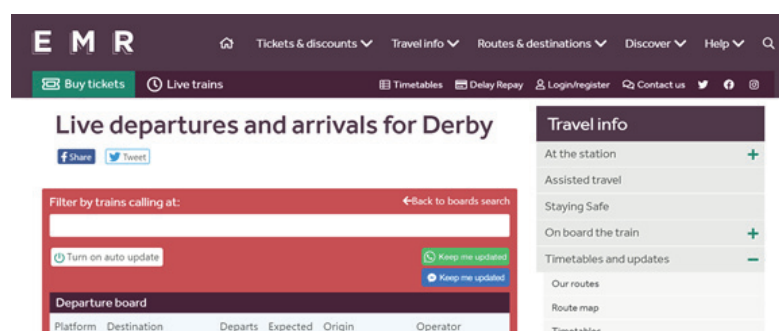 EMR
Tickets & discounts Travel info Routes & destinations Discover Help
Buy tickets Live trains Timetables Delay Repay Login/register Contact us
Live departures and arrivals for Derby
Share Tweet
Filter by trains calling at: Back to boards search
Turn on auto update Keep me updated
Keep me updated
Departure board
Platform Destination Departs Expected Origin Operator
Travel info
At the station
Assisted travel
Staying Safe
On board the train
Timetables and updates
Our routes
Route map
Timetables